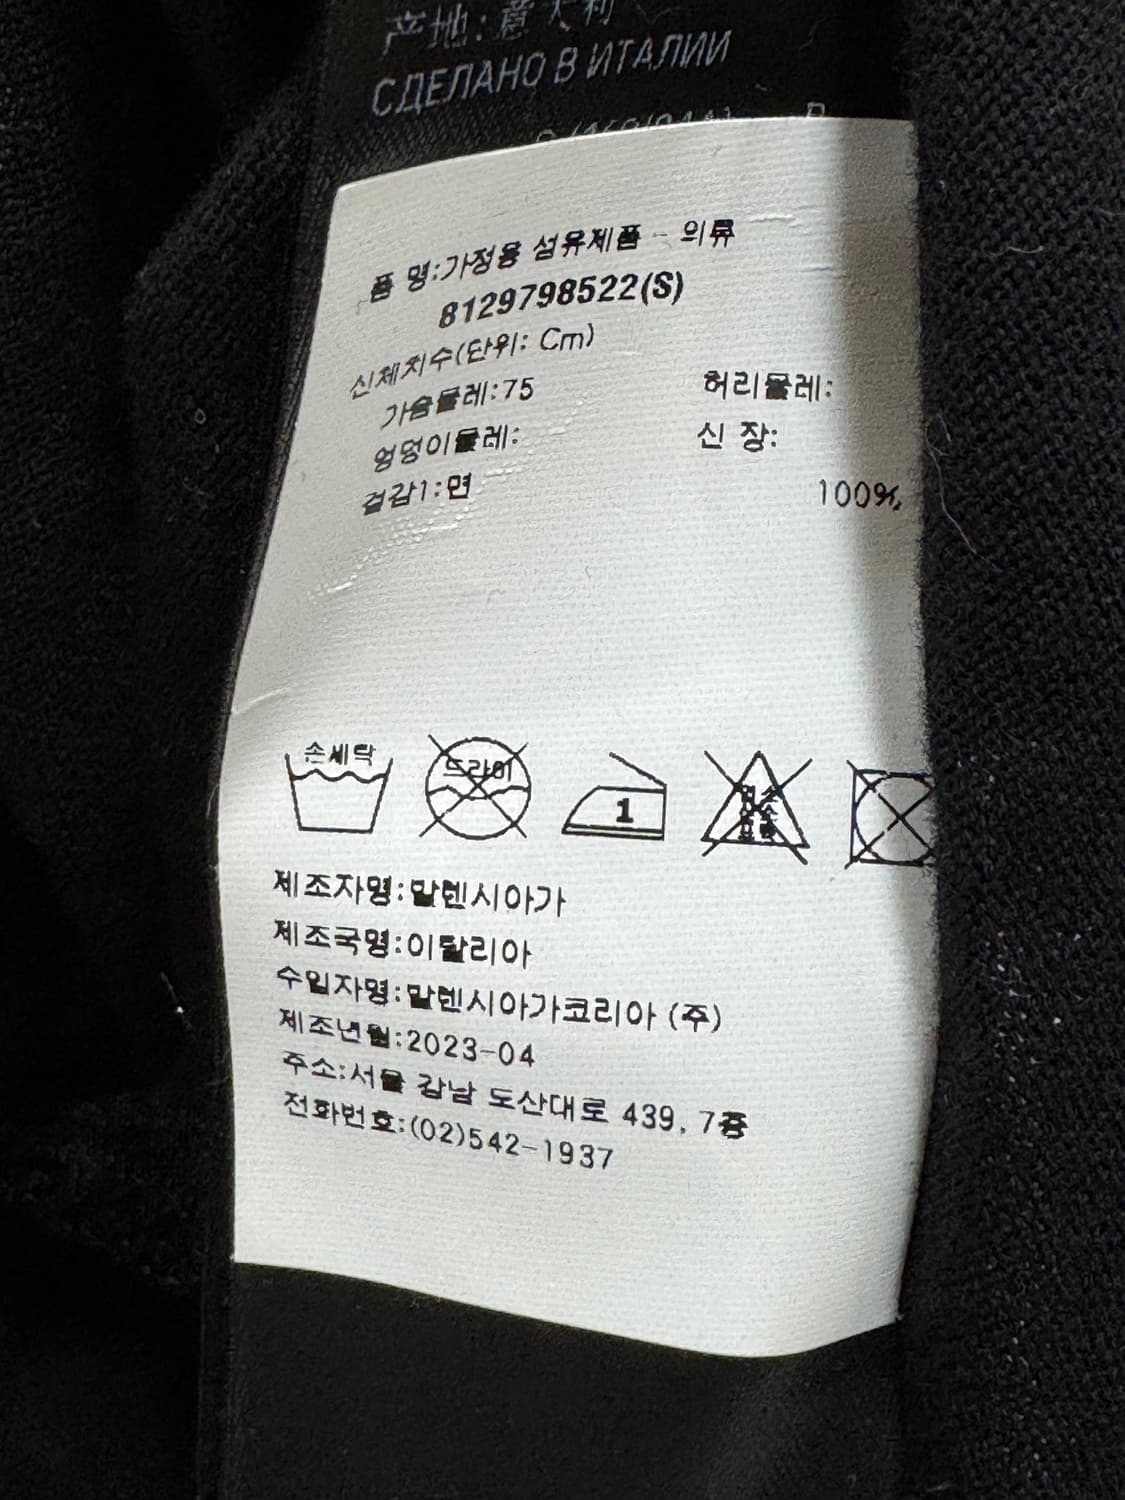 产地: 意大利
СДЕЛАНО В ИТАЛИИ
품 명:가정용 섬유제품 - 의류
8129798522(S)
신체치수(단위: Cm)
가슴둘레:75 허리둘레:
엉덩이둘레: 신 장:
겉감1:면 100%,
손세탁 드라이 1 염소표백
제조자명:발렌시아가
제조국명:이탈리아
수입자명:발렌시아가코리아 (주)
제조년월:2023-04
주소:서울 강남 도산대로 439, 7층
전화번호:(02)542-1937